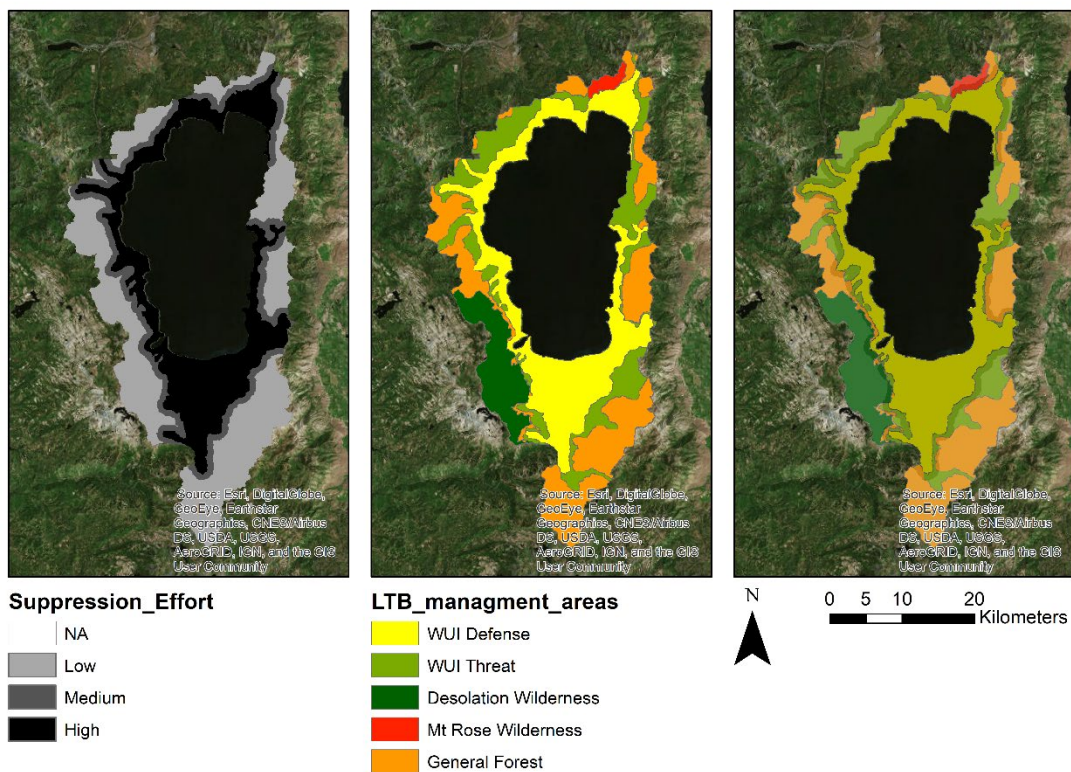 Source: Esri, DigitalGlobe,
GeoEye, Earthstar
Geographics, CNES/Airbus
DS, USDA, USGS,
AeroGRID, IGN, and the GIS
User Community
Source: Esri, DigitalGlobe,
GeoEye, Earthstar
Geographics, CNES/Airbus
DS, USDA, USGS,
AeroGRID, IGN, and the GIS
User Community
Source: Esri, DigitalGlobe,
GeoEye, Earthstar
Geographics, CNES/Airbus
DS, USDA, USGS,
AeroGRID, IGN, and the GIS
User Community
Suppression_Effort
NA
Low
Medium
High
LTB_managment_areas
WUI Defense
WUI Threat
Desolation Wilderness
Mt Rose Wilderness
General Forest
N
0 5 10 20
Kilometers